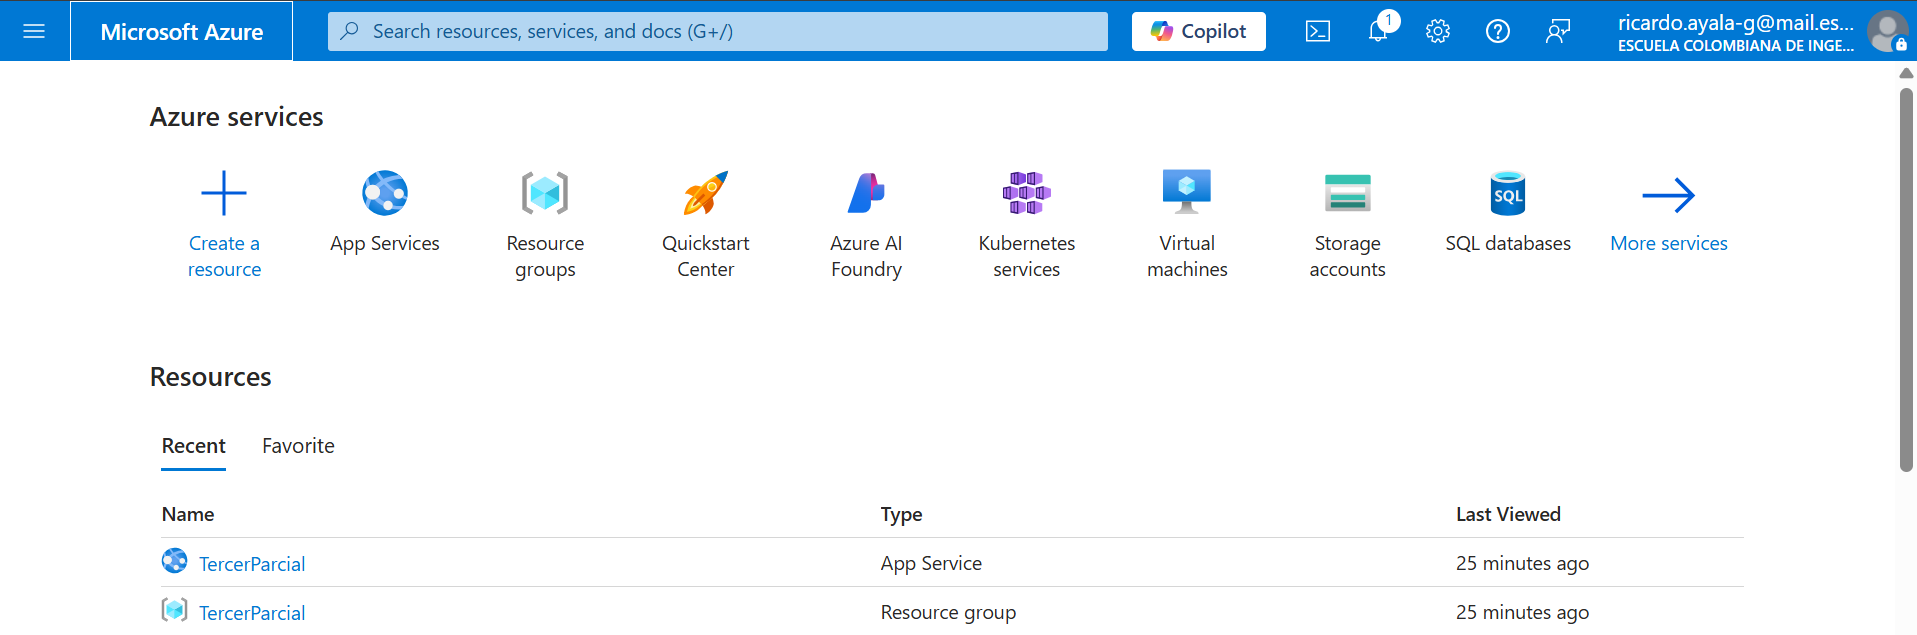 Microsoft Azure
Search resources, services, and docs (G+/)
Copilot
1
ricardo.ayala-g@mail.es...
ESCUELA COLOMBIANA DE INGE...
Azure services
Create a
resource
App Services
Resource
groups
Quickstart
Center
Azure AI
Foundry
Kubernetes
services
Virtual
machines
Storage
accounts
SQL
SQL databases
More services
Resources
Recent Favorite
Name Type Last Viewed
TercerParcial App Service 25 minutes ago
TercerParcial Resource group 25 minutes ago